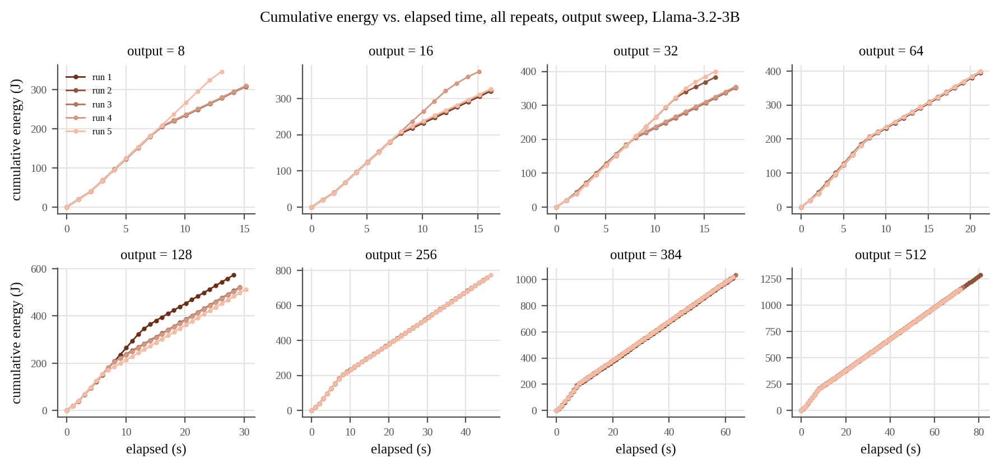 Cumulative energy vs. elapsed time, all repeats, output sweep, Llama-3.2-3B
output = 8
output = 16
output = 32
output = 64
cumulative energy (J)
300
200
100
0
run 1
run 2
run 3
run 4
run 5
0 5 10 15
300
200
100
0
0 5 10 15
400
300
200
100
0
0 5 10 15
400
300
200
100
0
0 5 10 15 20
output = 128
output = 256
output = 384
output = 512
cumulative energy (J)
600
400
200
0
0 10 20 30
elapsed (s)
800
600
400
200
0
0 10 20 30 40
elapsed (s)
1000
800
600
400
200
0
0 20 40 60
elapsed (s)
1250
1000
750
500
250
0
0 20 40 60 80
elapsed (s)